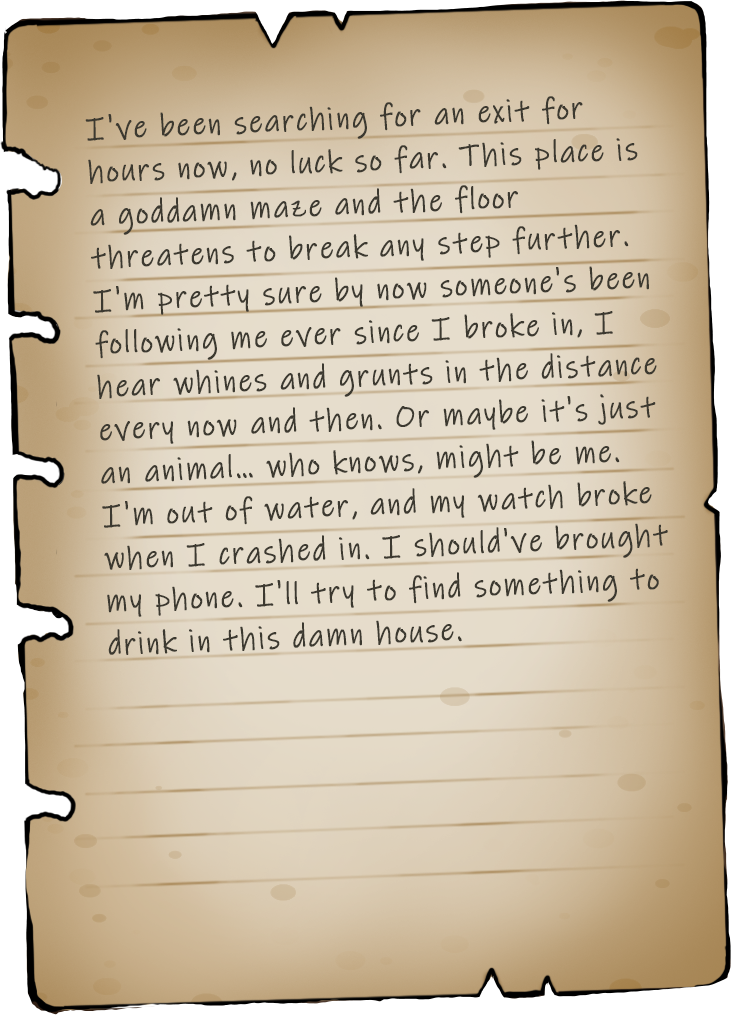 I've been searching for an exit for
hours now, no luck so far. This place is
a goddamn maze and the floor
threatens to break any step further.
I'm pretty sure by now someone's been
following me ever since I broke in, I
hear whines and grunts in the distance
every now and then. Or maybe it's just
an animal... who knows, might be me.
I'm out of water, and my watch broke
when I crashed in. I should've brought
my phone. I'll try to find something to
drink in this damn house.